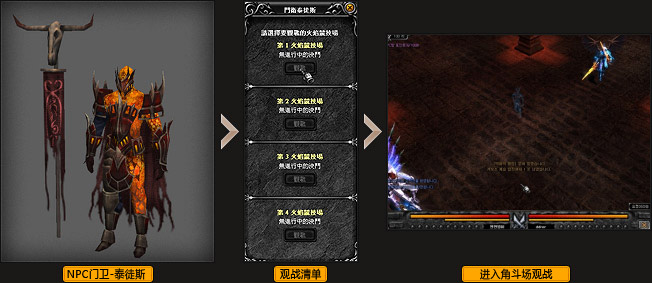 門衛泰徒斯
請選擇要觀戰的火焰競技場
第 1 火焰競技場
無進行中的決鬥
觀戰
第 2 火焰競技場
無進行中的決鬥
觀戰
第 3 火焰競技場
無進行中的決鬥
觀戰
第 4 火焰競技場
無進行中的決鬥
觀戰
NPC门卫-泰徒斯
观战清单
进入角斗场观战